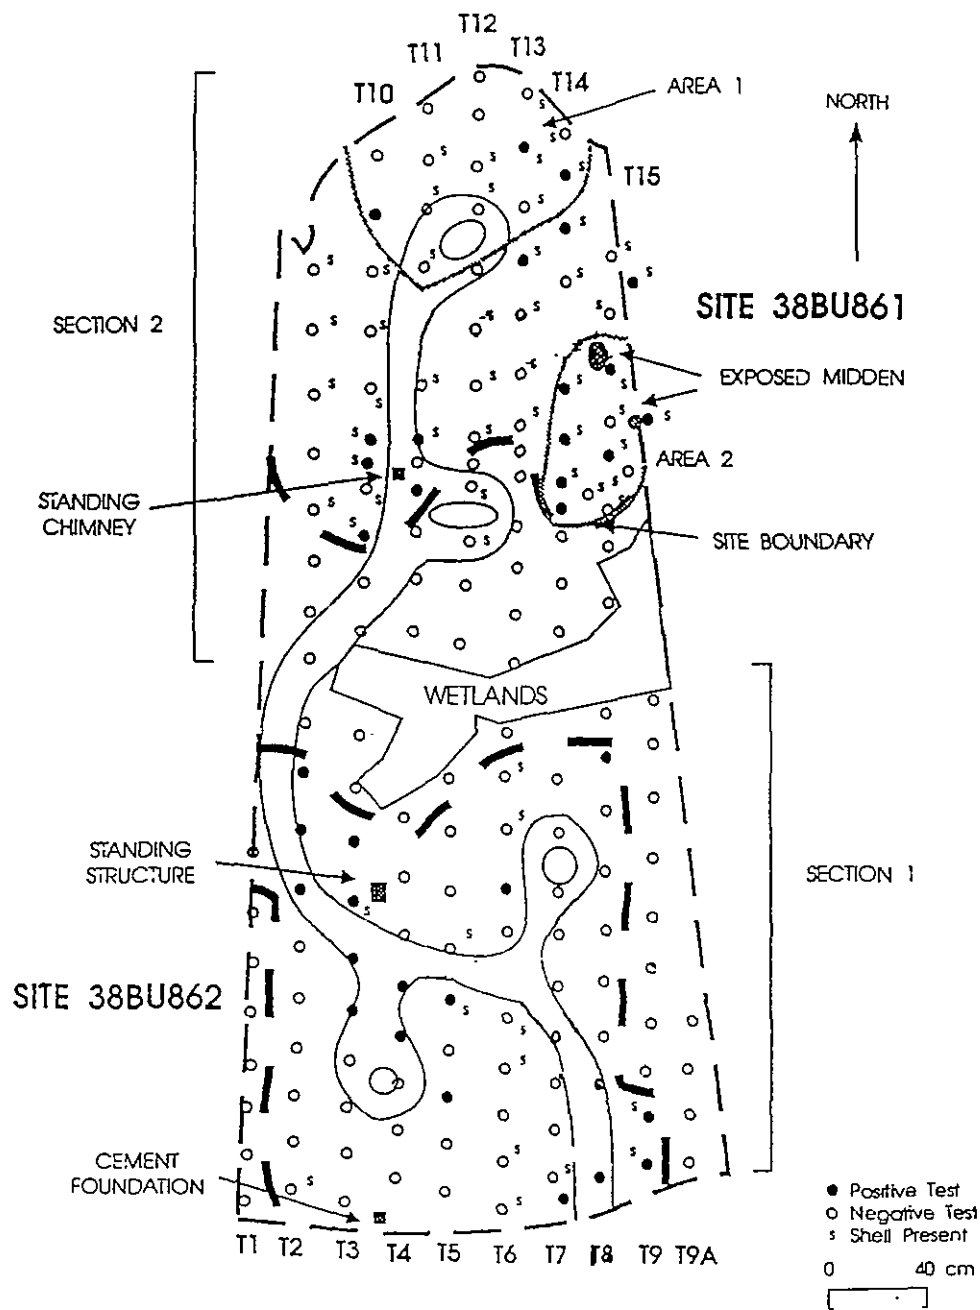 T12
T11
T13
T10
T14
AREA 1
NORTH
T15
SITE 38BU861
SECTION 2
EXPOSED MIDDEN
AREA 2
STANDING
CHIMNEY
SITE BOUNDARY
WETLANDS
STANDING
STRUCTURE
SECTION 1
SITE 38BU862
CEMENT
FOUNDATION
T1 T2 T3 T4 T5 T6 T7 T8 T9 T9A
Positive Test
Negative Test
s Shell Present
0 40 cm